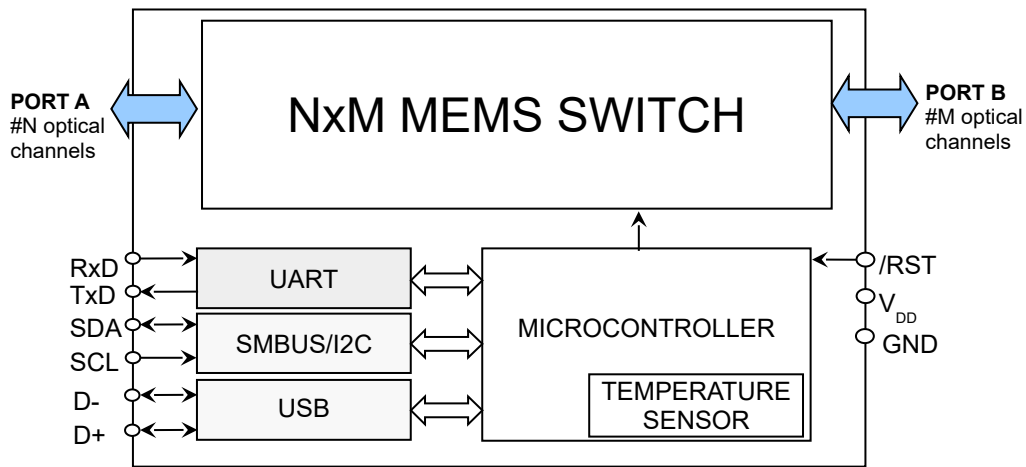 NxM MEMS SWITCH
PORT A
#N optical
channels
PORT B
#M optical
channels
RxD
TxD
SDA
SCL
D-
D+
UART
SMBUS/I2C
USB
MICROCONTROLLER
TEMPERATURE
SENSOR
/RST
VDD
GND